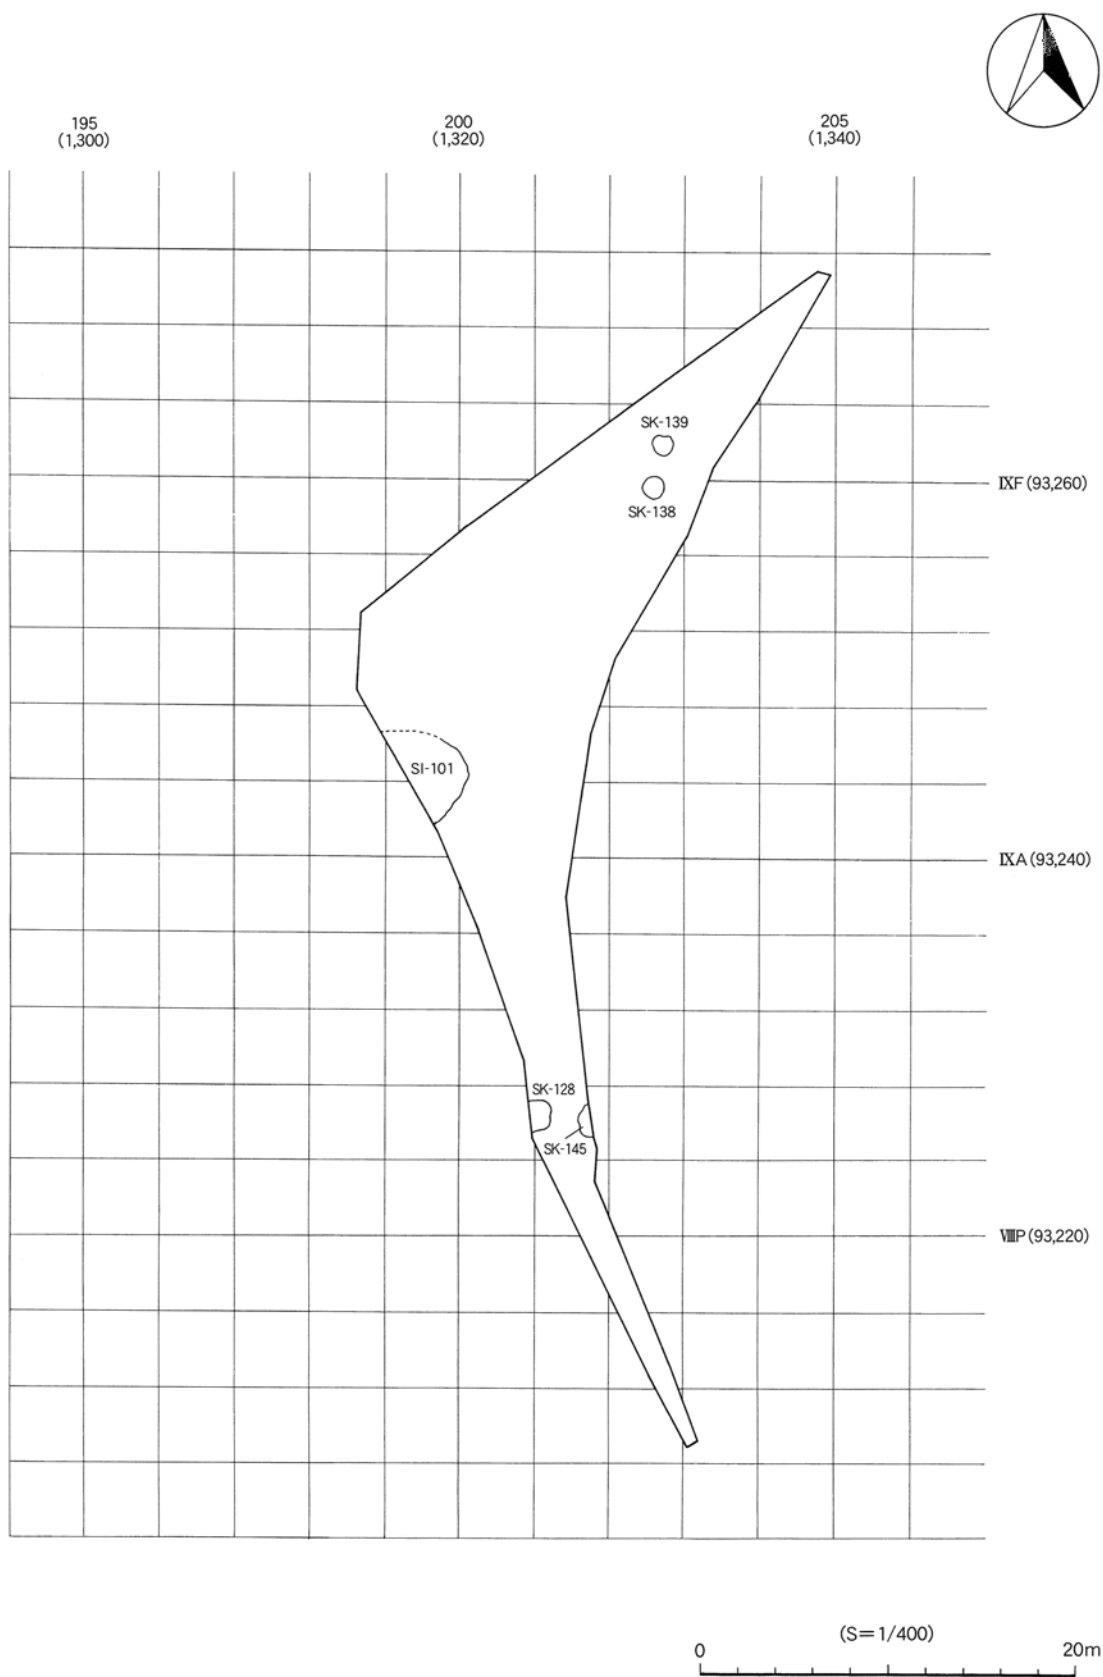 195
(1,300)
200
(1,320)
205
(1,340)
SK-139
ⅨF(93,260)
SK-138
SI-101
ⅨA(93,240)
SK-128
SK-145
ⅧP(93,220)
(S=1/400)
0
20m